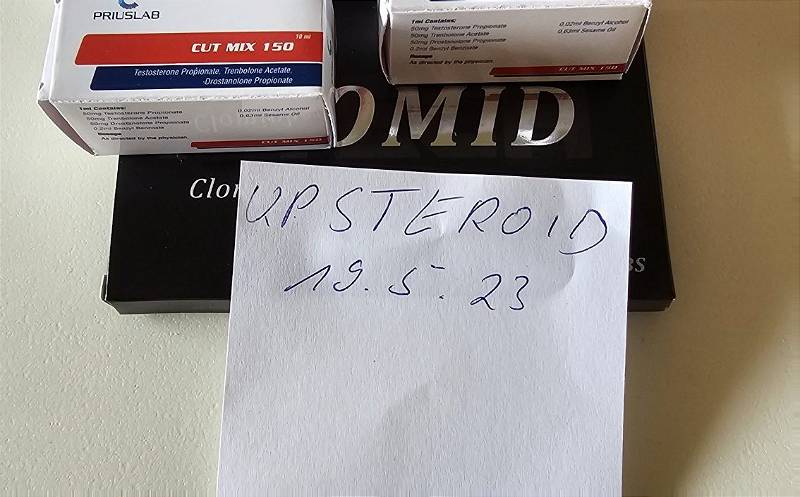 PRIUSLAB
CUT MIX 150
10 ml
Testosterone Propionate, Trenbolone Acetate,
-Drostanolone Propionate
1ml Contains:
50mg Testosterone Propionate
50mg Trenbolone Acetate
50mg Drostanolone Propionate
0.2ml Benzyl Benzoate
0.02ml Benzyl Alcohol
0.63ml Sesame Oil
Dosage
As directed by the physician.
CUT MIX 150
1ml Contains:
50mg Testosterone Propionate
50mg Trenbolone Acetate
50mg Drostanolone Propionate
0.2ml Benzyl Benzoate
0.02ml Benzyl Alcohol
0.63ml Sesame Oil
Dosage
As directed by the physician.
CUT MIX 150
OMID
Clo
UPSTEROID
19.5.23